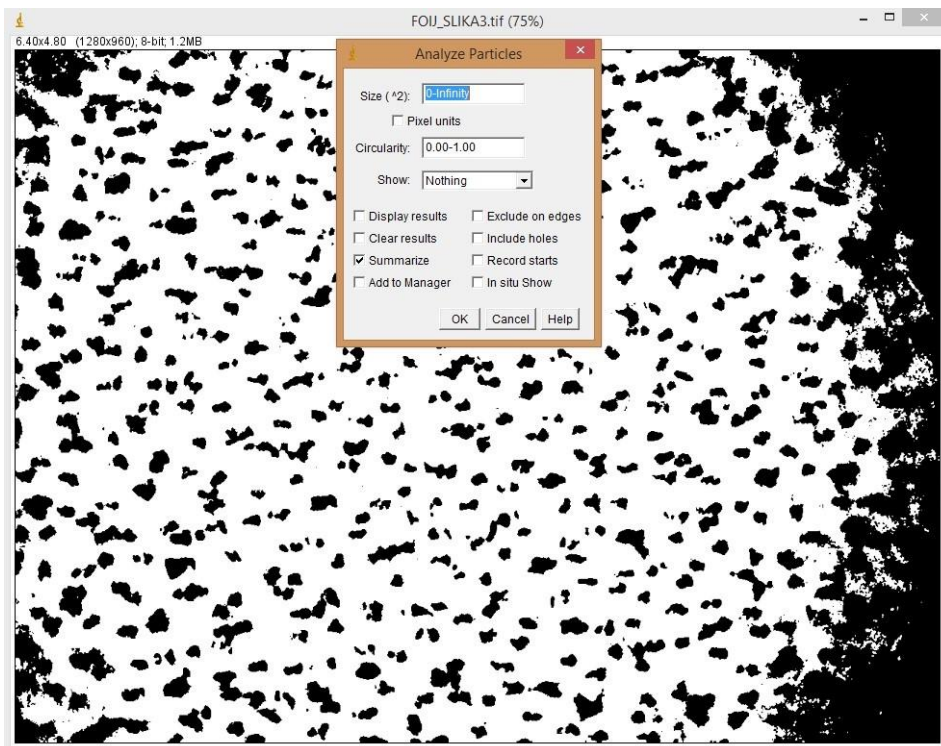 FOIJ_SLIKA3.tif (75%)
6.40x4.80 (1280x960); 8-bit; 1.2MB
Analyze Particles
Size ( ^2): 0-Infinity
Pixel units
Circularity: 0.00-1.00
Show: Nothing
Display results Exclude on edges
Clear results Include holes
Summarize Record starts
Add to Manager In situ Show
OK Cancel Help